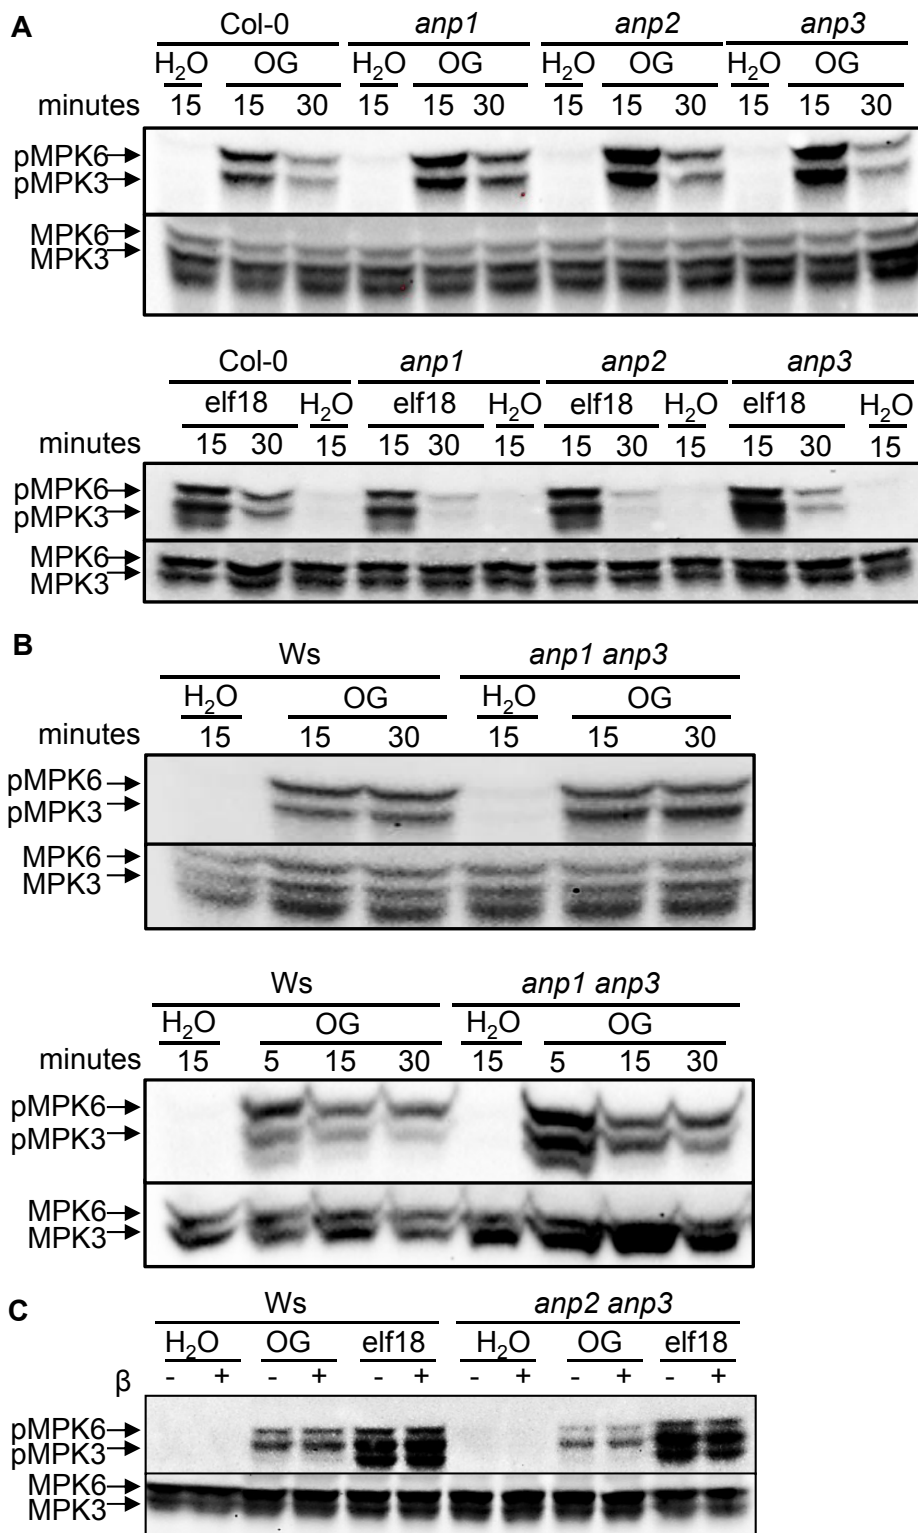 A
Col-0 anp1 anp2 anp3
H₂O OG H₂O OG H₂O OG H₂O OG
minutes 15 15 30 15 15 30 15 15 30 15 15 30
pMPK6
pMPK3
MPK6
MPK3
Col-0 anp1 anp2 anp3
elf18 H₂O elf18 H₂O elf18 H₂O elf18 H₂O
minutes 15 30 15 15 30 15 15 30 15 15 30 15
pMPK6
pMPK3
MPK6
MPK3
B
Ws anp1 anp3
H₂O OG H₂O OG
minutes 15 15 30 15 15 30
pMPK6
pMPK3
MPK6
MPK3
Ws anp1 anp3
H₂O OG H₂O OG
minutes 15 5 15 30 15 5 15 30
pMPK6
pMPK3
MPK6
MPK3
C
Ws anp2 anp3
H₂O OG elf18 H₂O OG elf18
β - + - + - + - + - + - +
pMPK6
pMPK3
MPK6
MPK3